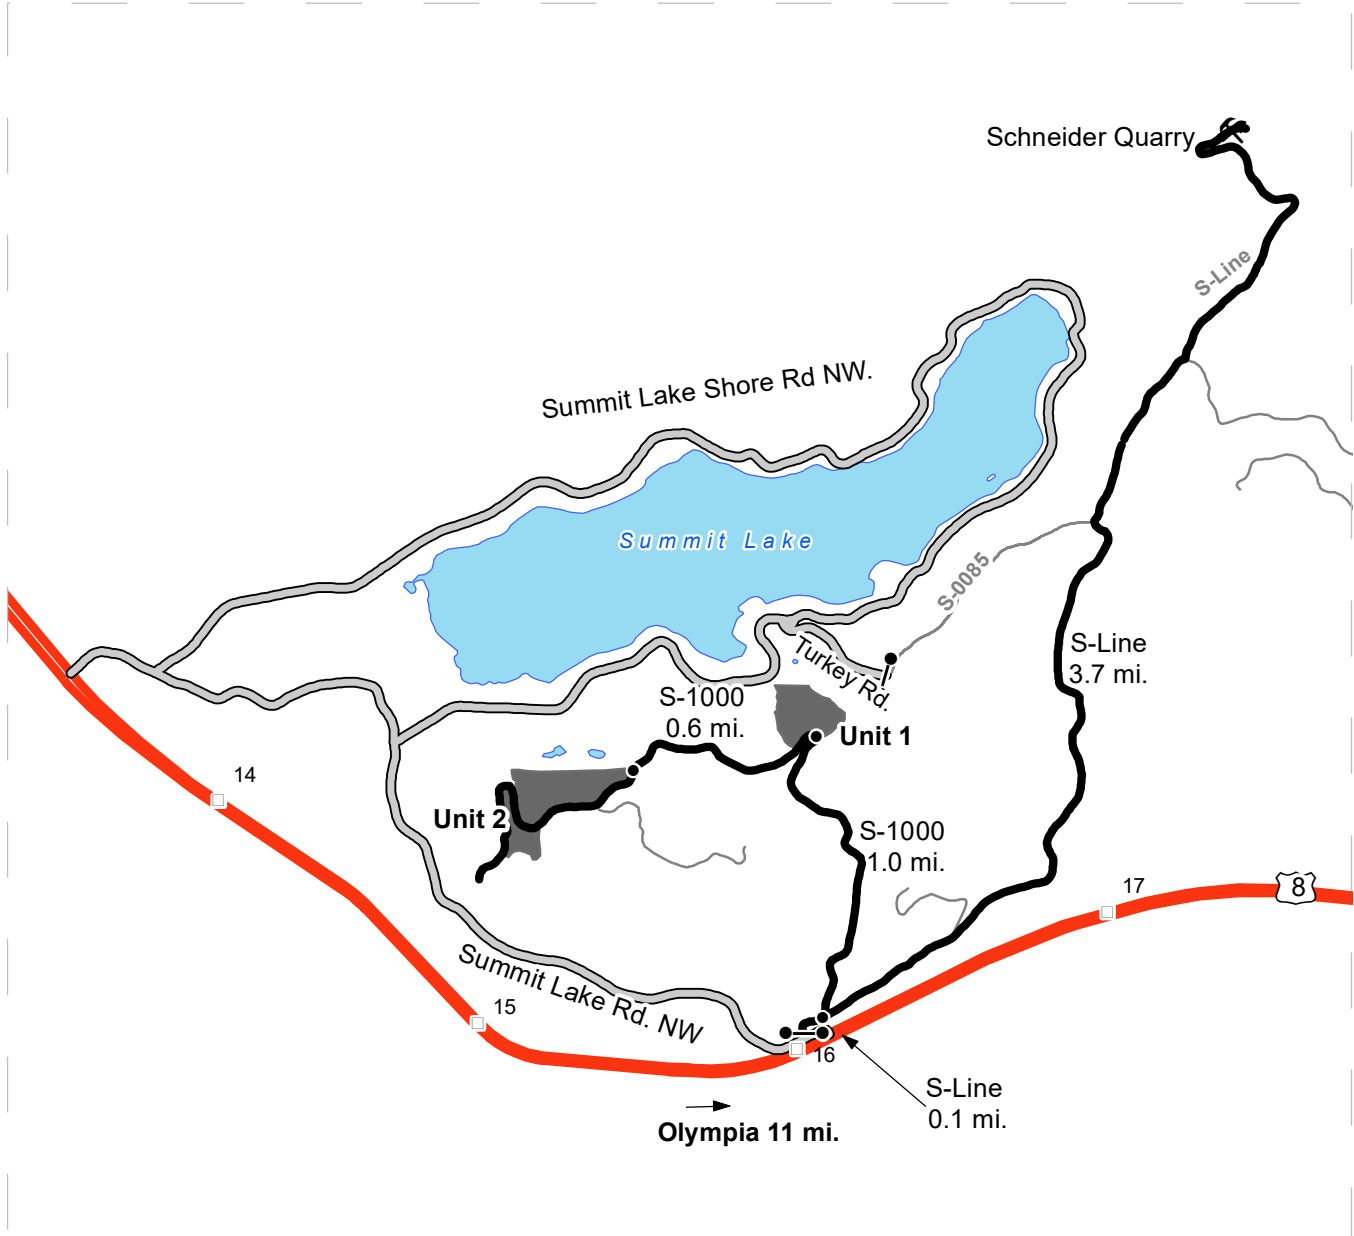 Schneider Quarry
S-Line
Summit Lake Shore Rd NW.
Summit Lake
S-0085
S-Line
3.7 mi.
Turkey Rd.
S-1000
0.6 mi.
Unit 1
14
Unit 2
S-1000
1.0 mi.
17
8
Summit Lake Rd. NW
15
16
S-Line
0.1 mi.
Olympia 11 mi.